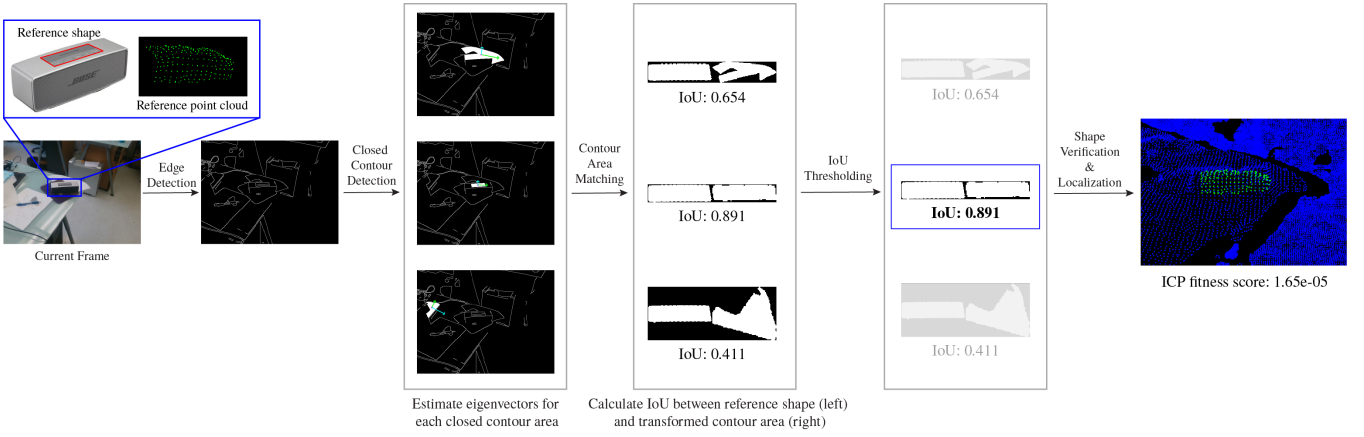 Reference shape
BOSE
Reference point cloud
Current Frame
Edge
Detection
Closed
Contour
Detection
Estimate eigenvectors for
each closed contour area
Contour
Area
Matching
IoU: 0.654
IoU: 0.891
IoU: 0.411
Calculate IoU between reference shape (left)
and transformed contour area (right)
IoU
Thresholding
IoU: 0.654
IoU: 0.891
IoU: 0.411
Shape
Verification
&
Localization
ICP fitness score: 1.65e-05